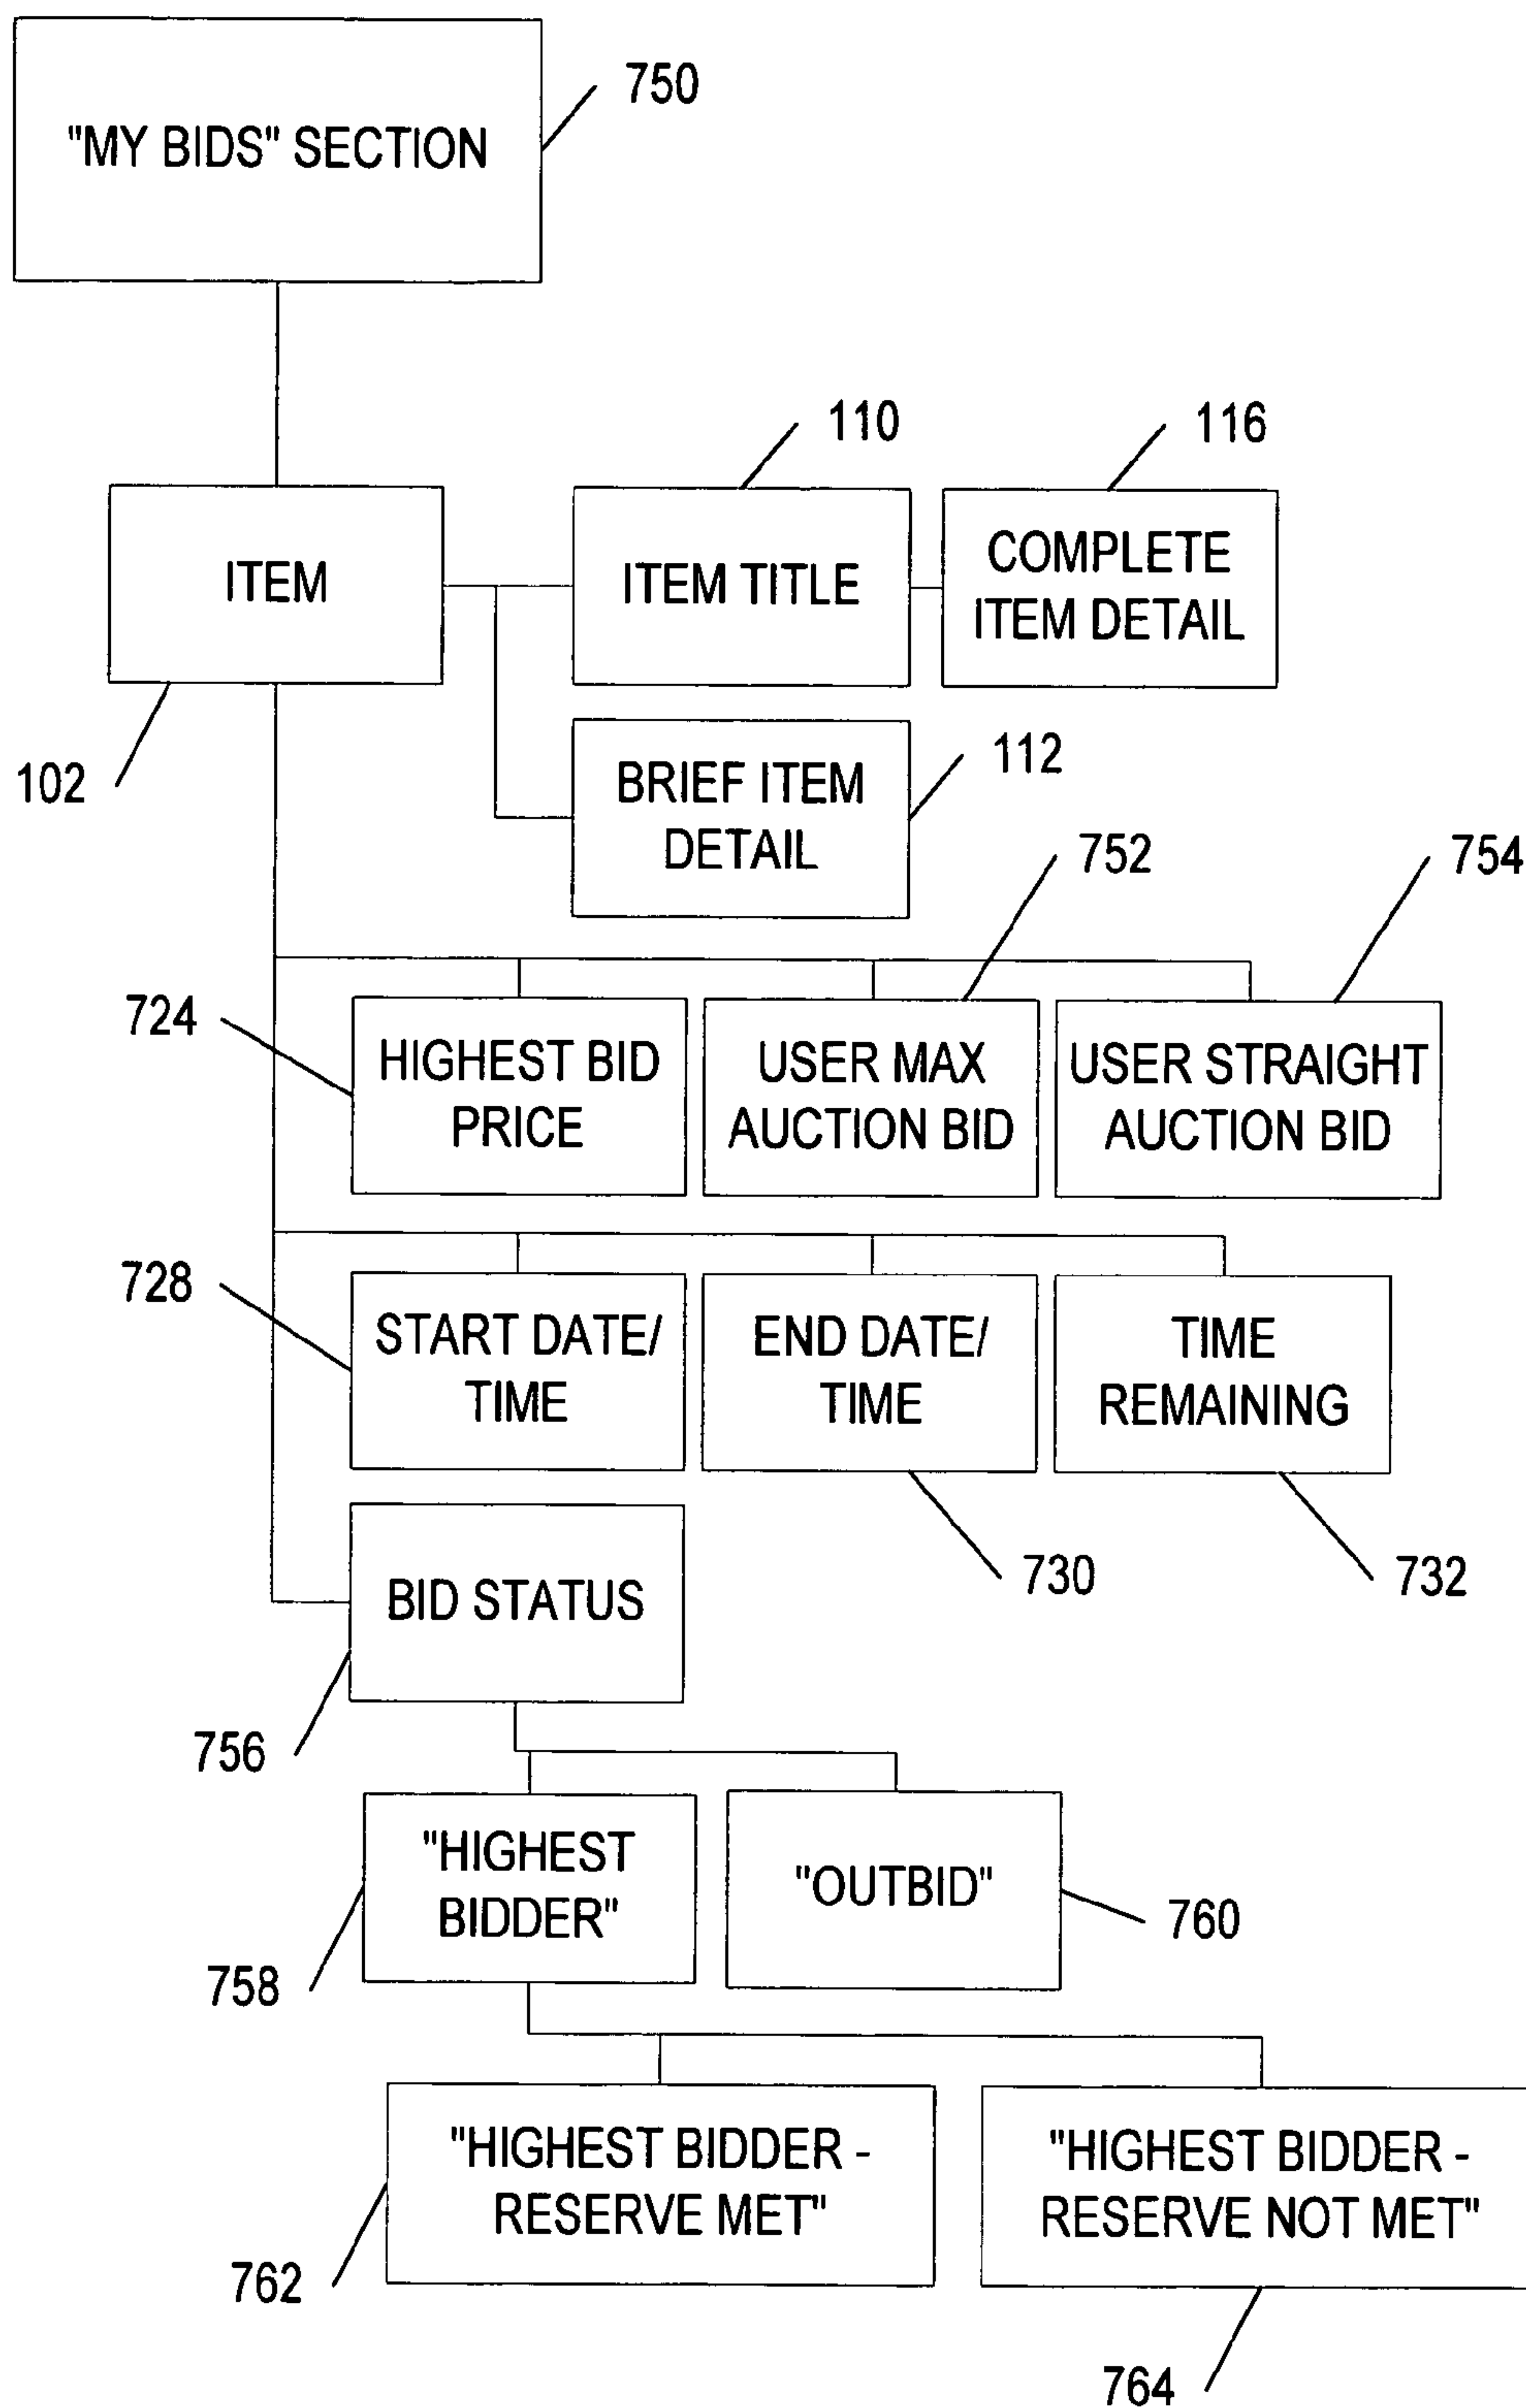 "MY BIDS" SECTION
750
110
116
ITEM
ITEM TITLE
COMPLETE
ITEM DETAIL
102
BRIEF ITEM
DETAIL
112
752
754
724
HIGHEST BID
PRICE
USER MAX
AUCTION BID
USER STRAIGHT
AUCTION BID
728
START DATE/
TIME
END DATE/
TIME
TIME
REMAINING
730
732
BID STATUS
756
"HIGHEST
BIDDER"
"OUTBID"
760
758
"HIGHEST BIDDER -
RESERVE MET"
"HIGHEST BIDDER -
RESERVE NOT MET"
762
764